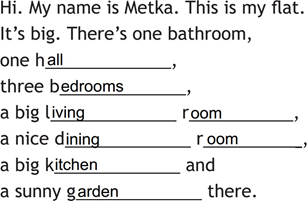 Hi. My name is Metka. This is my flat.
It's big. There's one bathroom,
one hall,
three bedrooms,
a big living room,
a nice dining room,
a big kitchen and
a sunny garden there.